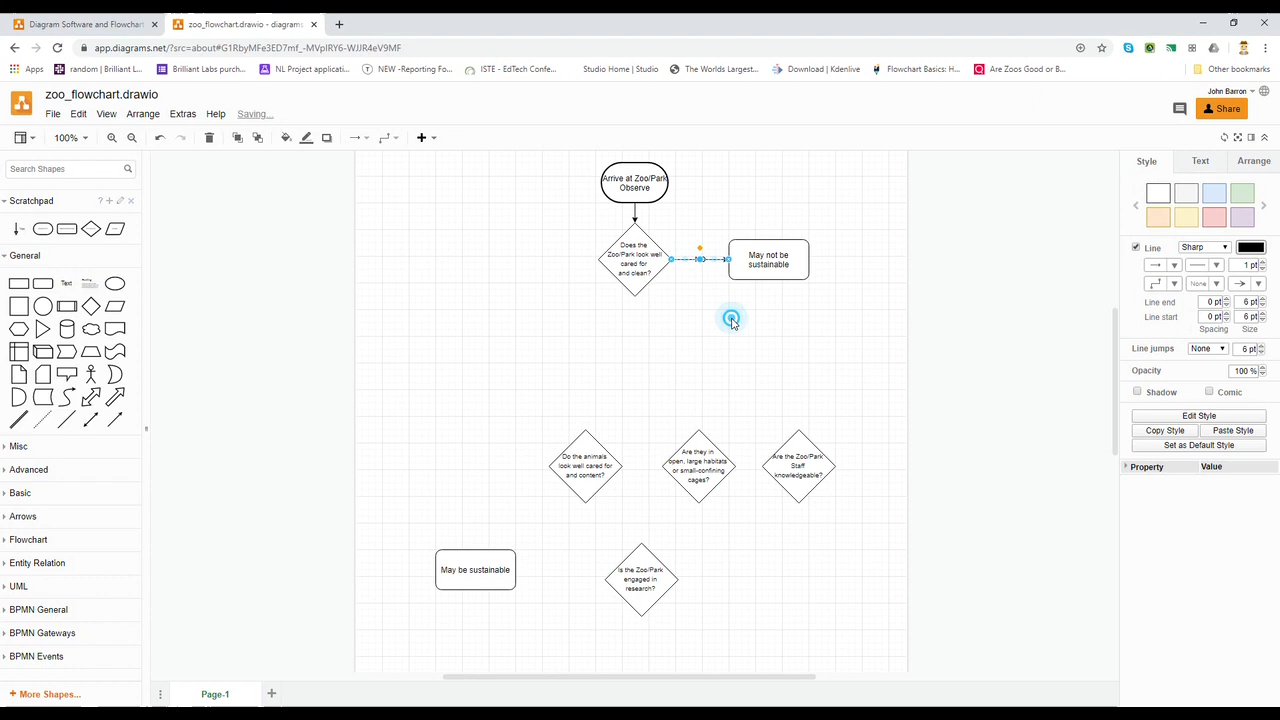 Diagram Software and Flowchart
zoo_flowchart.drawio - diagrams
app.diagrams.net/?src=about#G1RbyMFe3ED7mf_-MVpIRY6-WJJR4eV9MF
Apps
random | Brilliant L...
Brilliant Labs purch...
NL Project applicati...
NEW -Reporting Fo...
ISTE - EdTech Confe...
Studio Home | Studio
The Worlds Largest...
Download | Kdenlive
Flowchart Basics: H...
Are Zoos Good or B...
Other bookmarks
zoo_flowchart.drawio
John Barron
File Edit View Arrange Extras Help Saving...
Share
100%
Search Shapes
Scratchpad
General
Text
Misc
Advanced
Basic
Arrows
Flowchart
Entity Relation
UML
BPMN General
BPMN Gateways
BPMN Events
+ More Shapes...
Arrive at Zoo/Park
Observe
Does the
Zoo/Park look well
cared for
and clean?
May not be
sustainable
Do the animals
look well cared for
and content?
Are they in
open, large habitats
or small-confining
cages?
Are the Zoo/Park
Staff
knowledgeable?
May be sustainable
Is the Zoo/Park
engaged in
research?
Page-1
Style Text Arrange
Line Sharp
1 pt
None
Line end 0 pt 6 pt
Line start 0 pt 6 pt
Spacing Size
Line jumps None 6 pt
Opacity 100 %
Shadow Comic
Edit Style
Copy Style Paste Style
Set as Default Style
Property Value